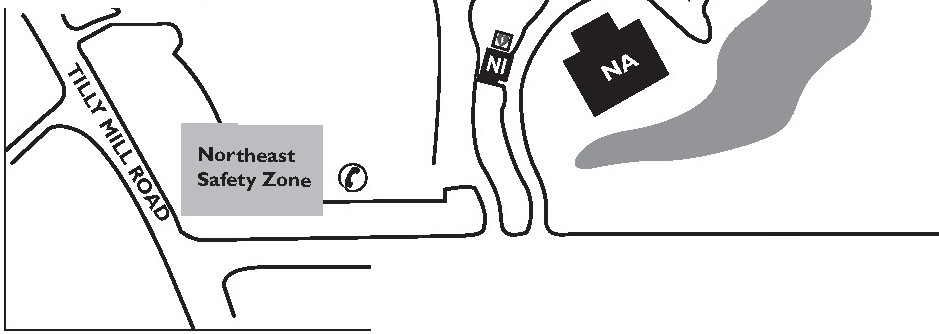 NI
NA
TILLY MILL ROAD
Northeast
Safety Zone